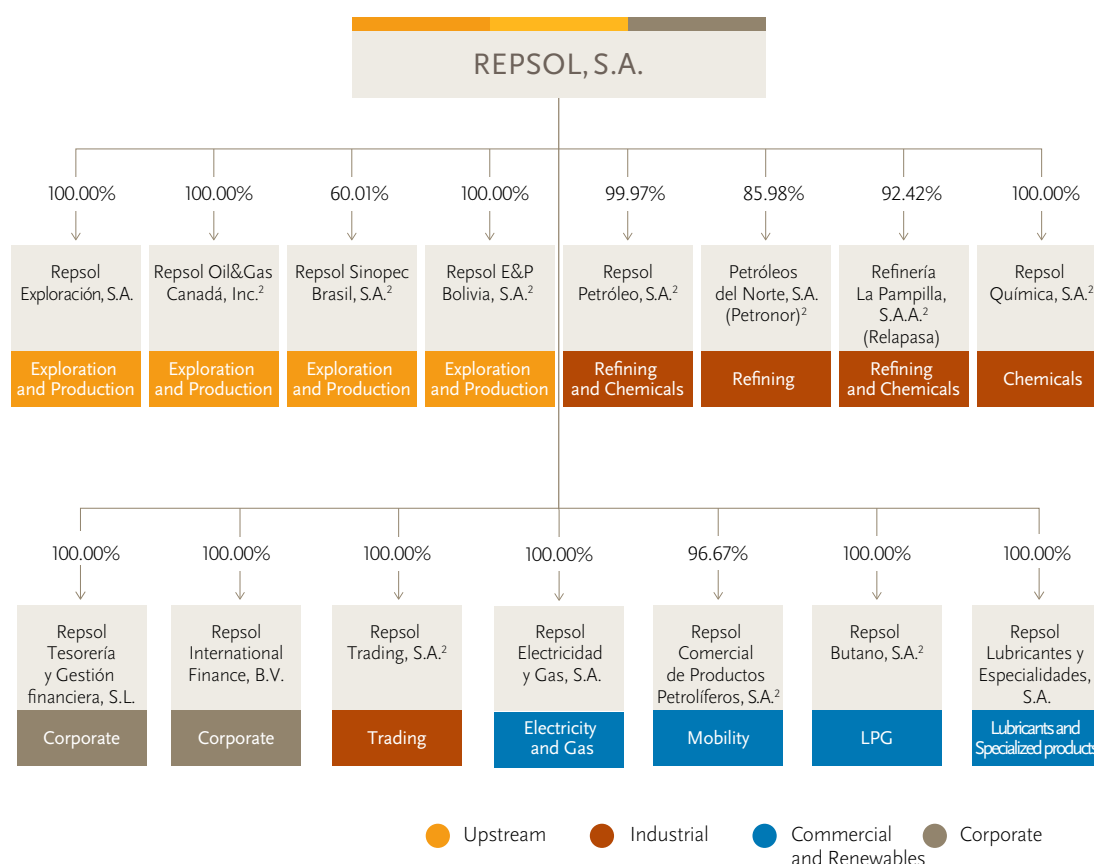 REPSOL, S.A.
100.00%
100.00%
60.01%
100.00%
99.97%
85.98%
92.42%
100.00%
Repsol
Exploración, S.A.
Exploration
and Production
Repsol Oil&Gas
Canadá, Inc.²
Exploration
and Production
Repsol Sinopec
Brasil, S.A.²
Exploration
and Production
Repsol E&P
Bolivia, S.A.²
Exploration
and Production
Repsol
Petróleo, S.A.²
Refining
and Chemicals
Petróleos
del Norte, S.A.
(Petronor)²
Refining
Refinería
La Pampilla,
S.A.A.²
(Relapasa)
Refining
and Chemicals
Repsol
Química, S.A.²
Chemicals
100.00%
100.00%
100.00%
100.00%
96.67%
100.00%
100.00%
Repsol
Tesorería
y Gestión
financiera, S.L.
Corporate
Repsol
International
Finance, B.V.
Corporate
Repsol
Trading, S.A.²
Trading
Repsol
Electricidad
y Gas, S.A.
Electricity
and Gas
Repsol
Comercial
de Productos
Petrolíferos, S.A.²
Mobility
Repsol
Butano, S.A.²
LPG
Repsol
Lubricantes y
Especialidades,
S.A.
Lubricants and
Specialized products
Upstream
Industrial
Commercial
and Renewables
Corporate